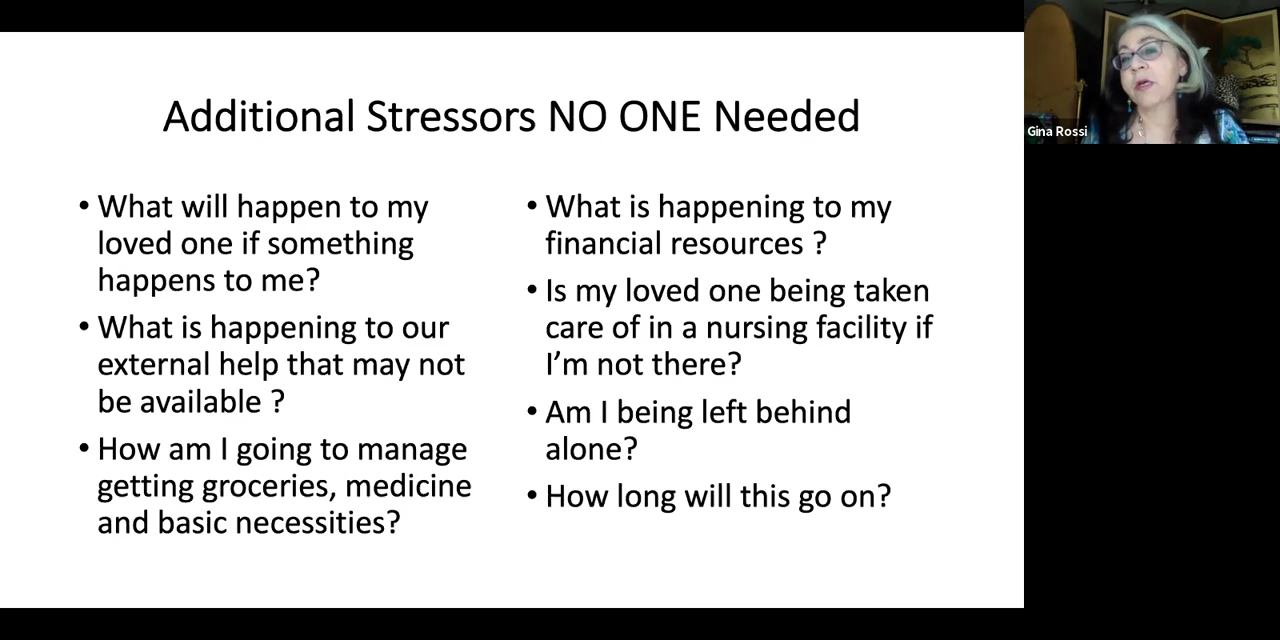 Additional Stressors NO ONE Needed
• What will happen to my
loved one if something
happens to me?
• What is happening to our
external help that may not
be available ?
• How am I going to manage
getting groceries, medicine
and basic necessities?
• What is happening to my
financial resources ?
• Is my loved one being taken
care of in a nursing facility if
I’m not there?
• Am I being left behind
alone?
• How long will this go on?
Gina Rossi